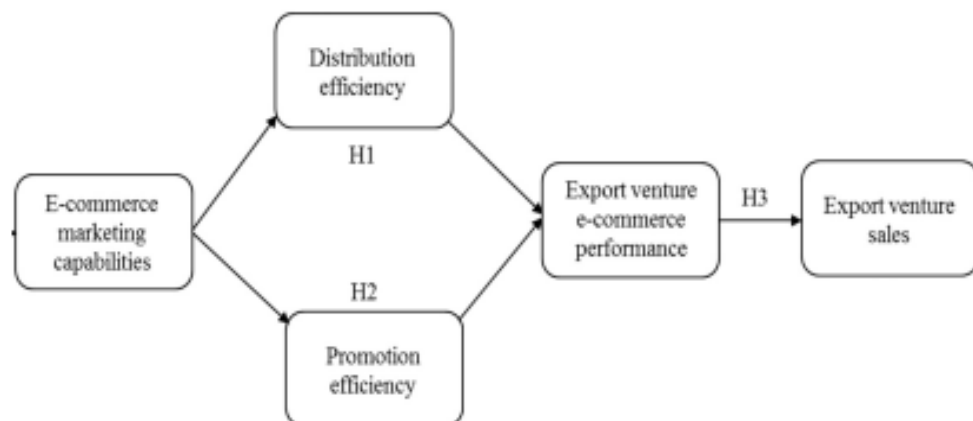 Distribution
efficiency
H1
E-commerce
marketing
capabilities
Export venture
e-commerce
performance
H3
Export venture
sales
H2
Promotion
efficiency